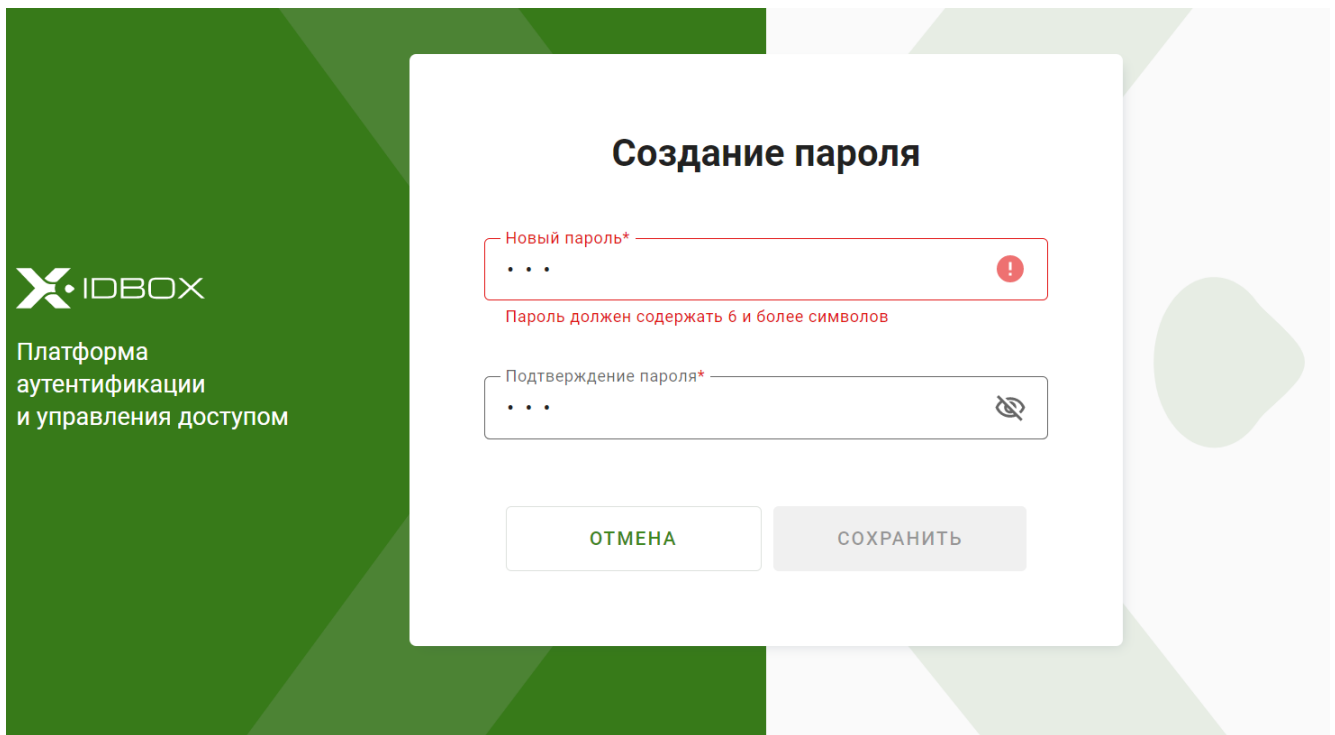 IDBOX
Платформа
аутентификации
и управления доступом
Создание пароля
Новый пароль*
• • •
Пароль должен содержать 6 и более символов
Подтверждение пароля*
• • •
ОТМЕНА
СОХРАНИТЬ